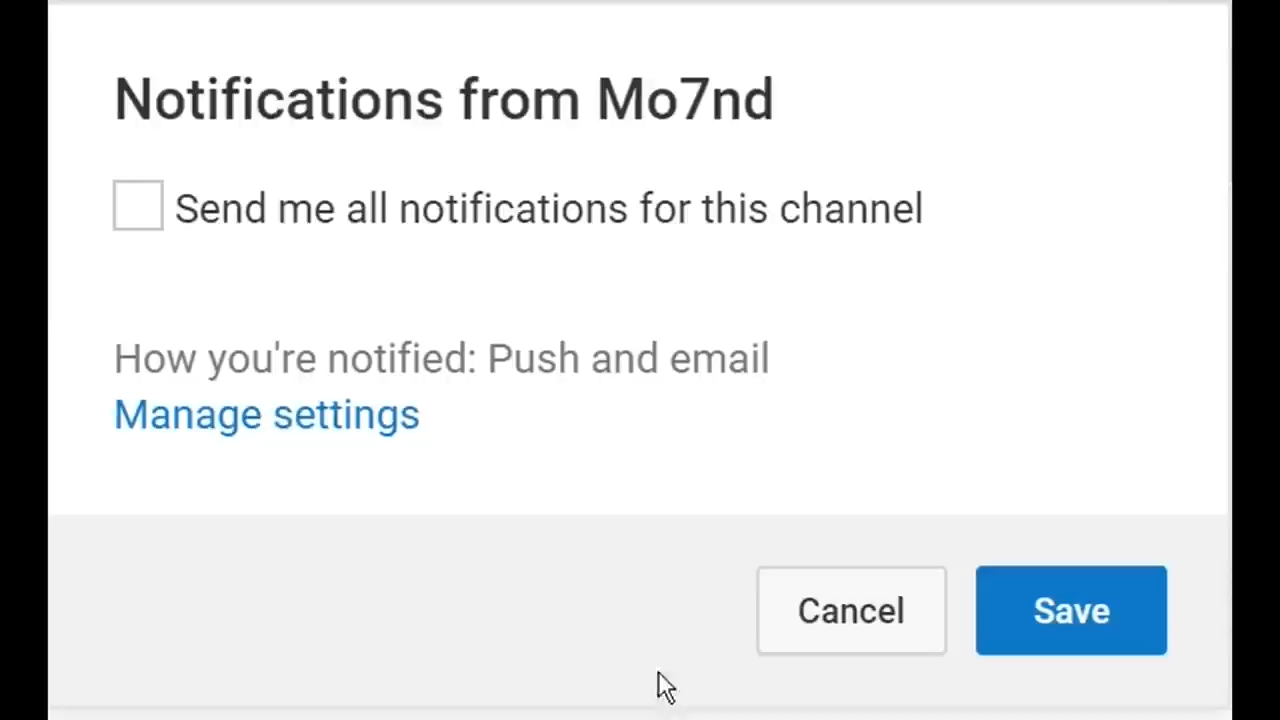 Notifications from Mo7nd
Send me all notifications for this channel
How you're notified: Push and email
Manage settings
Cancel
Save